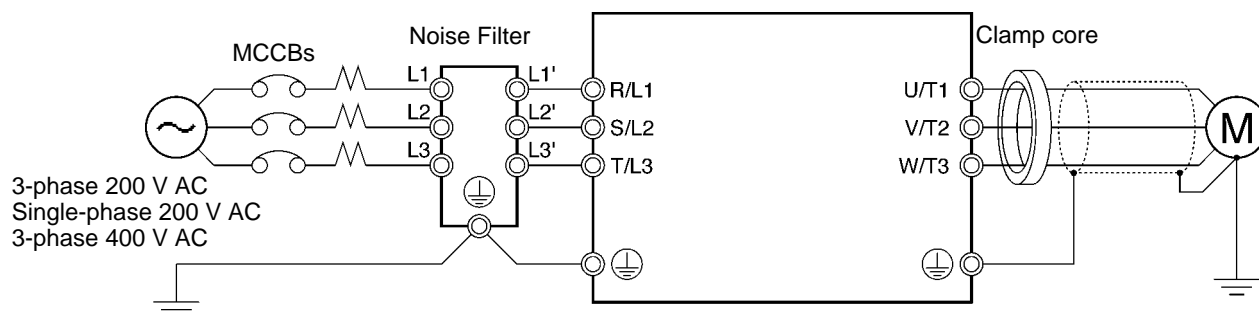 MCCBs
Noise Filter
Clamp core
L1
L1'
R/L1
U/T1
L2
L2'
S/L2
V/T2
M
L3
L3'
T/L3
W/T3
3-phase 200 V AC
Single-phase 200 V AC
3-phase 400 V AC